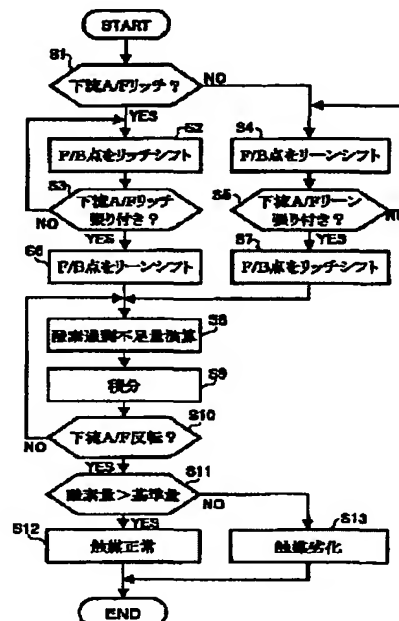 START
S1
下流A/Fリッチ?
NO
YES
S2
F/B点をリッチシフト
S4
F/B点をリーンシフト
S3
下流A/Fリッチ
張り付き?
NO
YES
S5
下流A/Fリーン
張り付き?
NO
YES
S6
F/B点をリーンシフト
S7
F/B点をリッチシフト
S8
酸素過剰不足量演算
S9
積分
S10
下流A/F反転?
NO
YES
S11
酸素量>基準量
NO
YES
S12
触媒正常
S13
触媒劣化
END